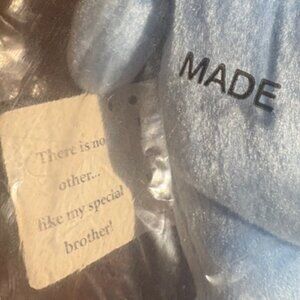 MADE
There is no
other...
like my special
brother!